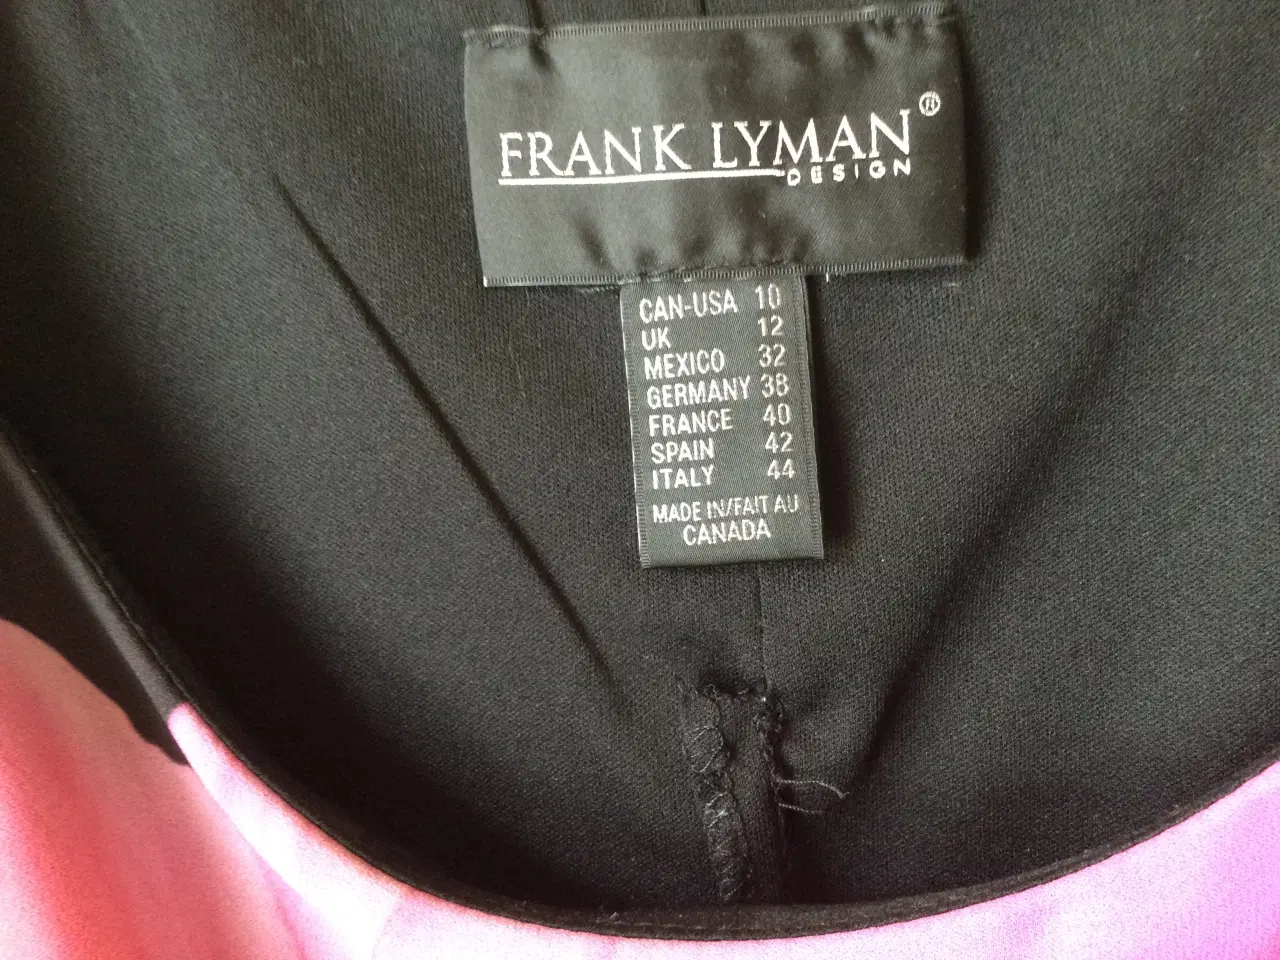 FRANK LYMAN®
DESIGN
CAN-USA 10
UK 12
MEXICO 32
GERMANY 38
FRANCE 40
SPAIN 42
ITALY 44
MADE IN/FAIT AU
CANADA